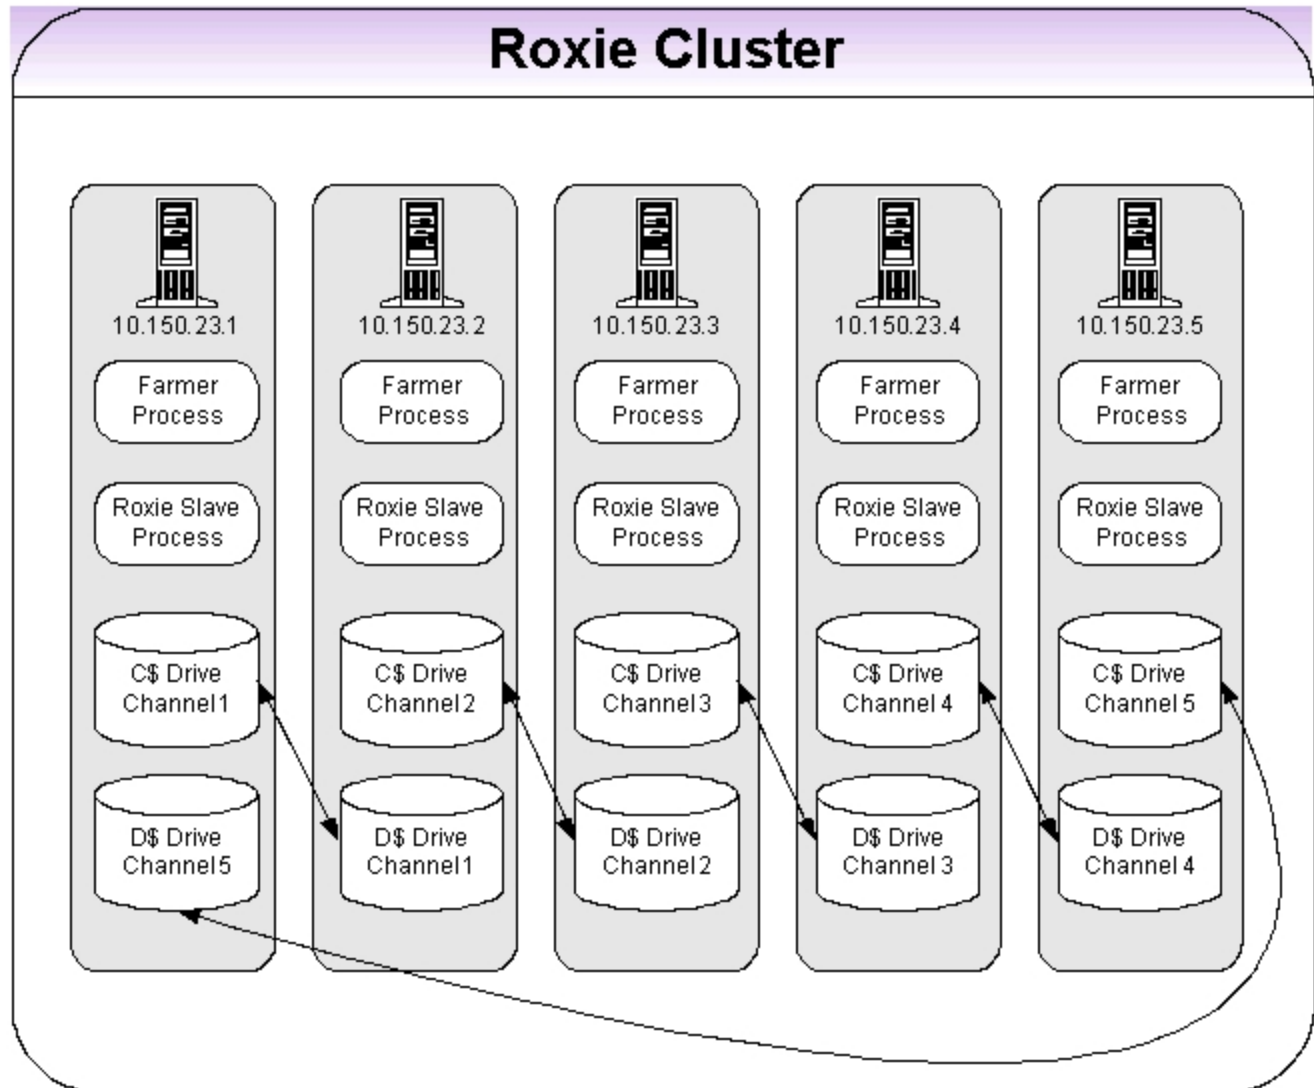 Roxie Cluster
10.150.23.1
Farmer
Process
Roxie Slave
Process
C$ Drive
Channel 1
D$ Drive
Channel 5
10.150.23.2
Farmer
Process
Roxie Slave
Process
C$ Drive
Channel 2
D$ Drive
Channel 1
10.150.23.3
Farmer
Process
Roxie Slave
Process
C$ Drive
Channel 3
D$ Drive
Channel 2
10.150.23.4
Farmer
Process
Roxie Slave
Process
C$ Drive
Channel 4
D$ Drive
Channel 3
10.150.23.5
Farmer
Process
Roxie Slave
Process
C$ Drive
Channel 5
D$ Drive
Channel 4